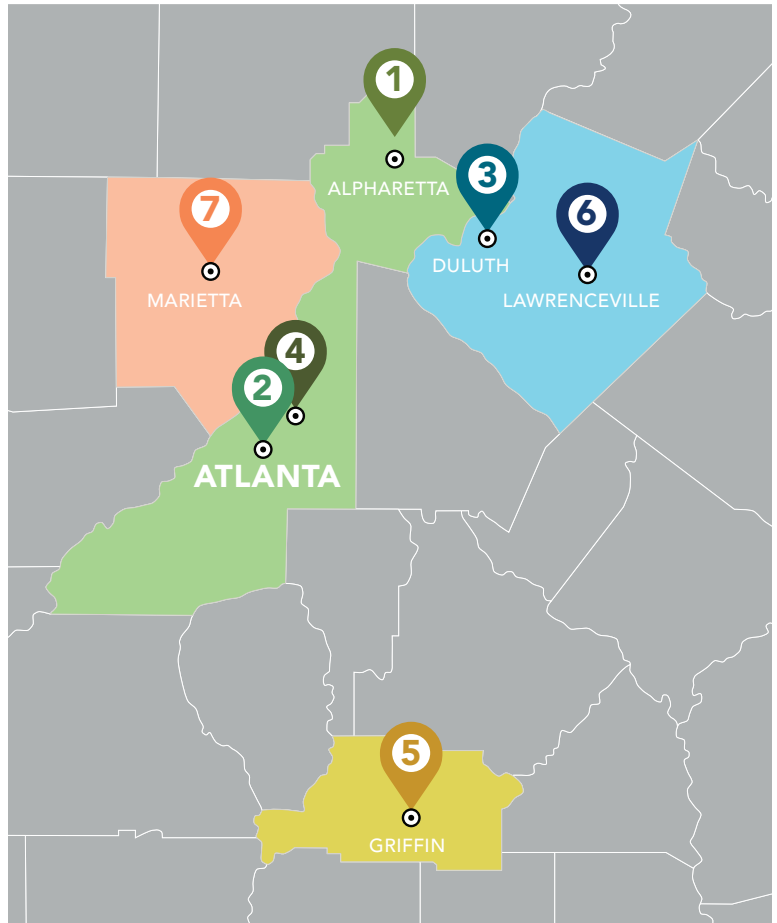 1
ALPHARETTA
3
DULUTH
6
LAWRENCEVILLE
7
MARIETTA
4
2
ATLANTA
5
GRIFFIN